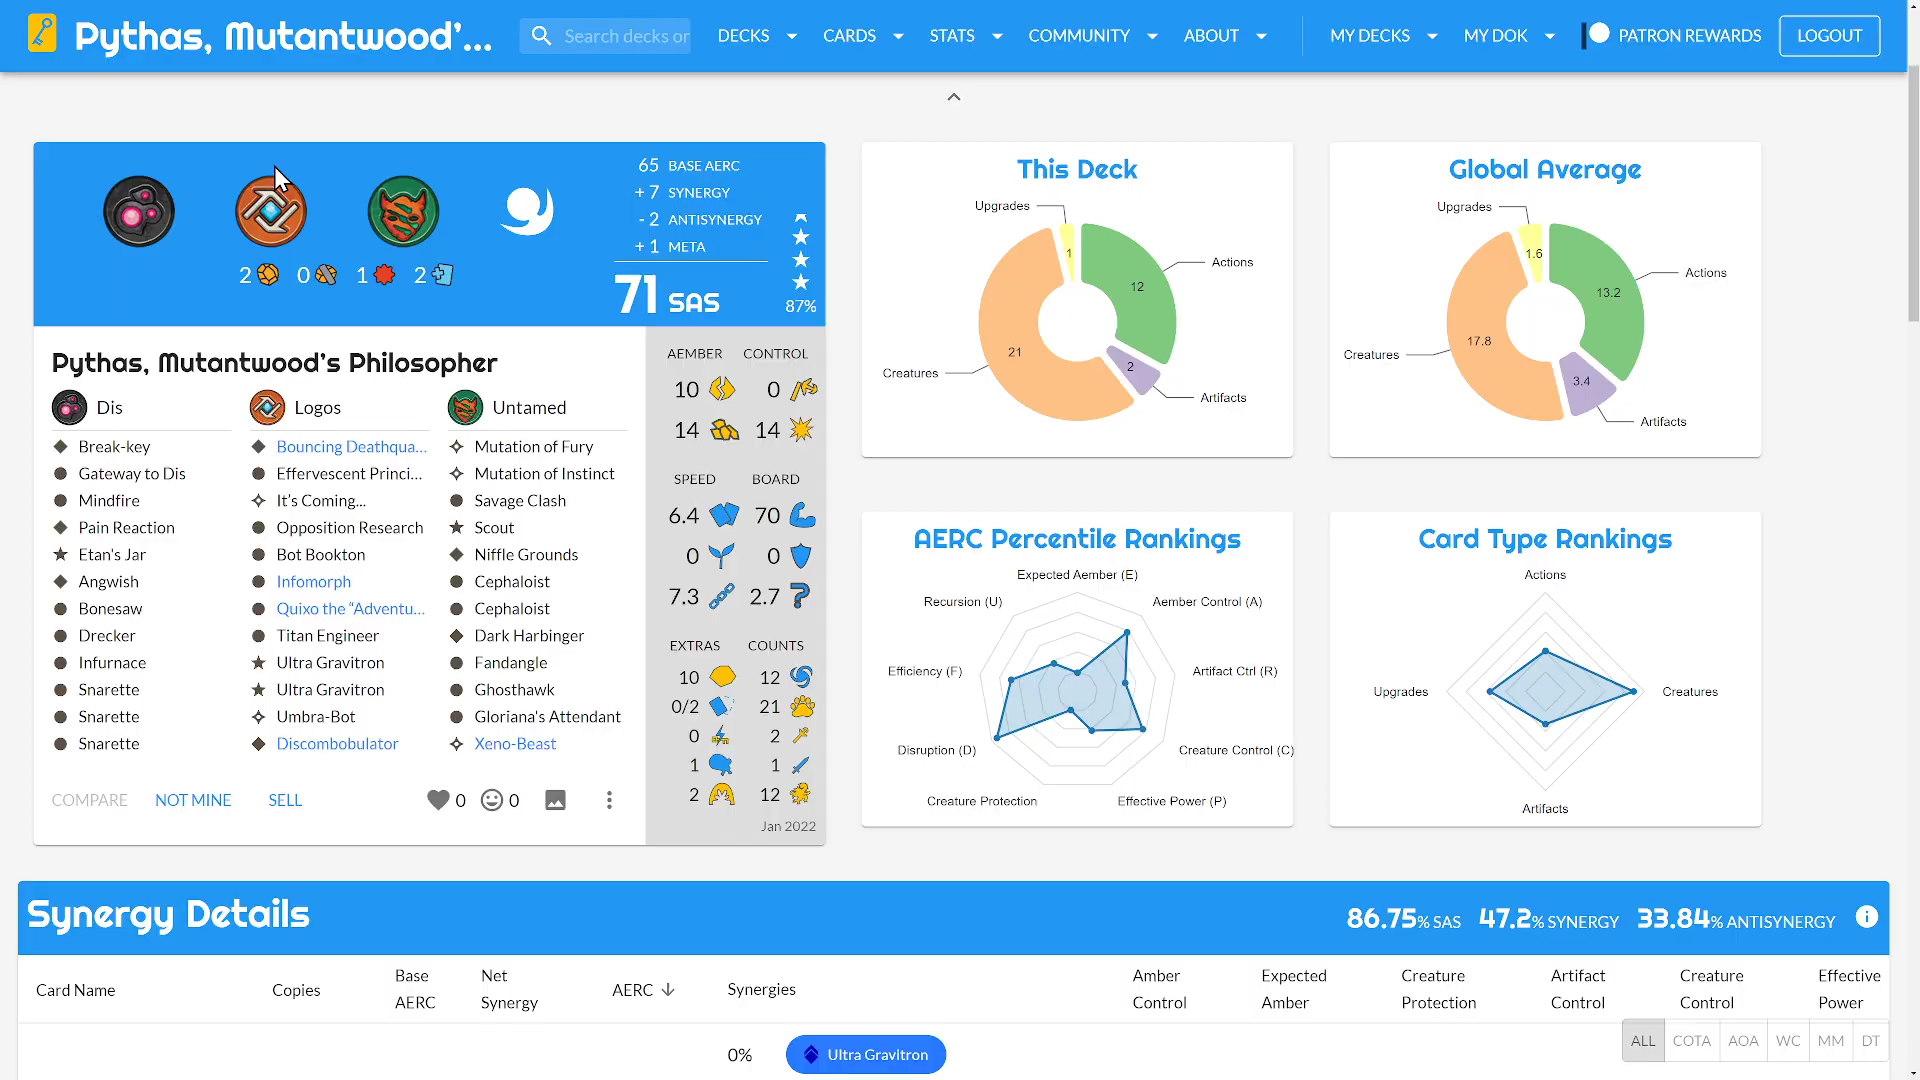 Pythas, Mutantwood'...
Search decks or
DECKS
CARDS
STATS
COMMUNITY
ABOUT
MY DECKS
MY DOK
PATRON REWARDS
LOGOUT
65 BASE AERC
+ 7 SYNERGY
- 2 ANTISYNERGY
+ 1 META
71 SAS
87%
2 0 1 2
Pythas, Mutantwood's Philosopher
Dis
Break-key
Gateway to Dis
Mindfire
Pain Reaction
Etan's Jar
Angwish
Bonesaw
Drecker
Infurnace
Snarette
Snarette
Snarette
Logos
Bouncing Deathqua...
Effervescent Princi...
It's Coming...
Opposition Research
Bot Bookton
Infomorph
Quixo the "Adventu...
Titan Engineer
Ultra Gravitron
Ultra Gravitron
Umbra-Bot
Discombobulator
Untamed
Mutation of Fury
Mutation of Instinct
Savage Clash
Scout
Niffle Grounds
Cephaloist
Cephaloist
Dark Harbinger
Fandangle
Ghosthawk
Gloriana's Attendant
Xeno-Beast
COMPARE
NOT MINE
SELL
0
0
AEMBER CONTROL
10 0
14 14
SPEED BOARD
6.4 70
0 0
7.3 2.7
EXTRAS COUNTS
10 12
0/2 21
0 2
1 1
2 12
Jan 2022
This Deck
Upgrades
1
Actions
12
Creatures
21
2
Artifacts
Global Average
Upgrades
1.6
Actions
13.2
Creatures
17.8
3.4
Artifacts
AERC Percentile Rankings
Expected Aember (E)
Recursion (U)
Aember Control (A)
Efficiency (F)
Artifact Ctrl (R)
Disruption (D)
Creature Control (C)
Creature Protection
Effective Power (P)
Card Type Rankings
Actions
Upgrades
Creatures
Artifacts
Synergy Details
86.75% SAS
47.2% SYNERGY
33.84% ANTISYNERGY
Card Name
Copies
Base AERC
Net Synergy
AERC
Synergies
Amber Control
Expected Amber
Creature Protection
Artifact Control
Creature Control
Effective Power
0%
Ultra Gravitron
ALL
COTA
AOA
WC
MM
DT